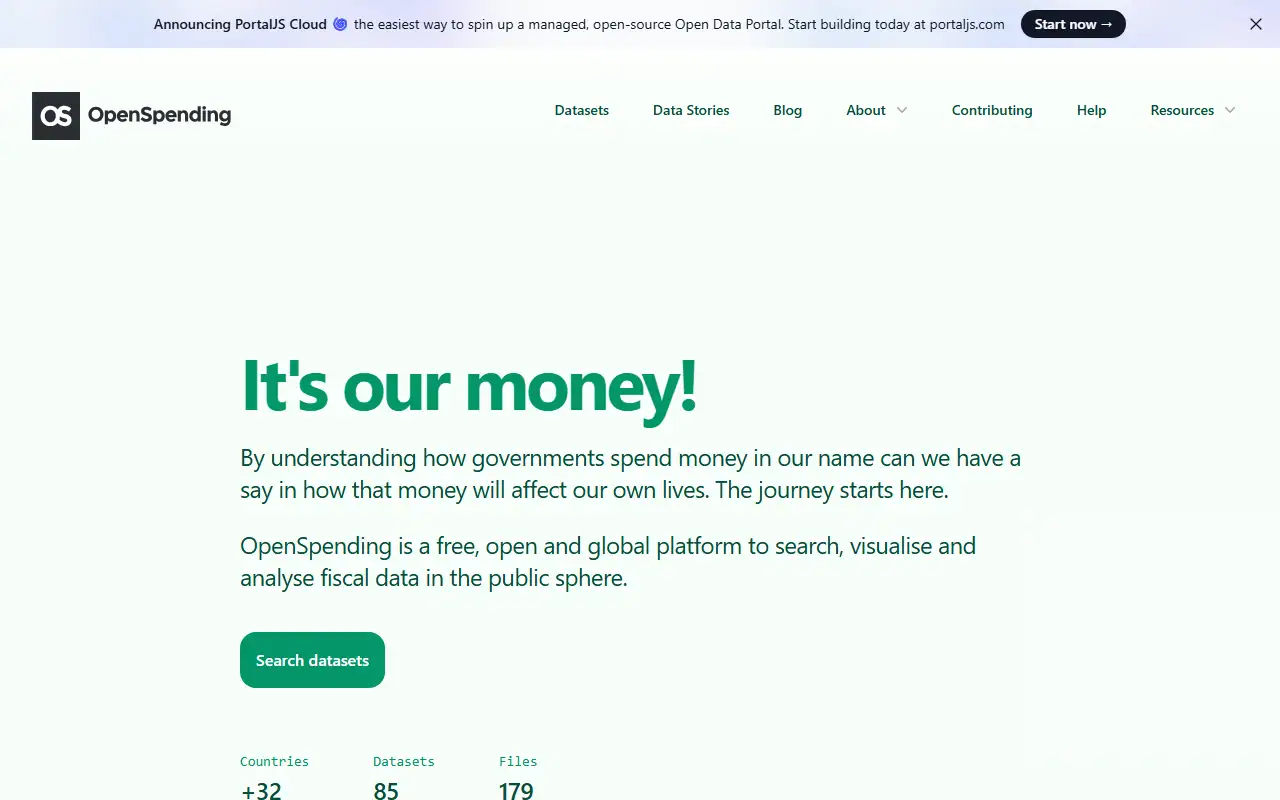 Announcing PortalJS Cloud 🌀 the easiest way to spin up a managed, open-source Open Data Portal. Start building today at portaljs.com Start now →
OS OpenSpending
Datasets Data Stories Blog About Contributing Help Resources
It's our money!
By understanding how governments spend money in our name can we have a
say in how that money will affect our own lives. The journey starts here.
OpenSpending is a free, open and global platform to search, visualise and
analyse fiscal data in the public sphere.
Search datasets
Countries Datasets Files
+32 85 179